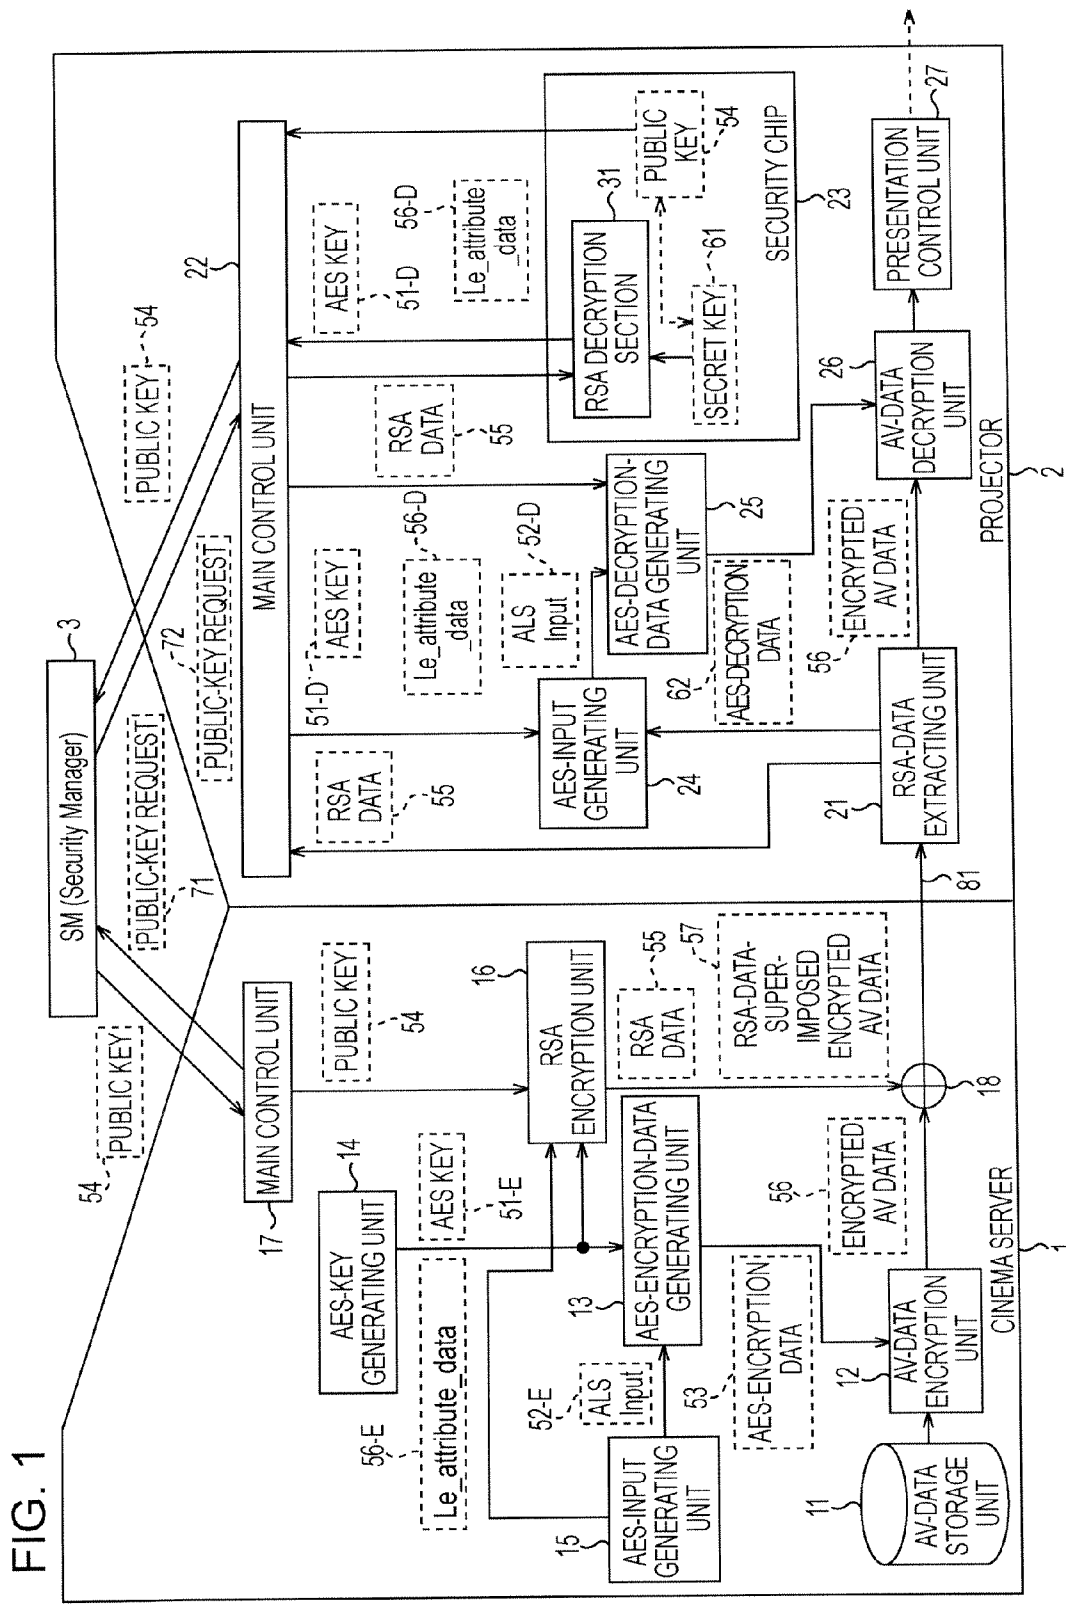 FIG. 1
3
SM (Security Manager)
54
PUBLIC KEY
PUBLIC-KEY REQUEST
71
PUBLIC-KEY REQUEST
72
PUBLIC KEY
54
17
MAIN CONTROL UNIT
PUBLIC KEY
54
14
AES-KEY
GENERATING UNIT
AES KEY
51-E
56-E
Le_attribute_data
16
RSA
ENCRYPTION UNIT
RSA
DATA
55
57
RSA-DATA-
SUPER-
IMPOSED
ENCRYPTED
AV DATA
13
AES-ENCRYPTION-DATA
GENERATING UNIT
52-E
ALS
Input
15
AES-INPUT
GENERATING
UNIT
53
AES-ENCRYPTION
DATA
56
ENCRYPTED
AV DATA
18
11
AV-DATA
STORAGE
UNIT
12
AV-DATA
ENCRYPTION
UNIT
CINEMA SERVER
1
81
22
MAIN CONTROL UNIT
RSA
DATA
55
51-D
AES KEY
Le_attribute
_data
56-D
ALS
Input
52-D
RSA
DATA
55
AES KEY
51-D
56-D
Le_attribute
_data
24
AES-INPUT
GENERATING
UNIT
AES-DECRYPTION-
DATA GENERATING
UNIT
25
62
AES-DECRYPTION
DATA
RSA DECRYPTION
SECTION
31
PUBLIC
KEY
54
SECRET KEY
61
SECURITY CHIP
23
21
RSA-DATA
EXTRACTING UNIT
56
ENCRYPTED
AV DATA
26
AV-DATA
DECRYPTION
UNIT
PRESENTATION
CONTROL UNIT
27
PROJECTOR
2